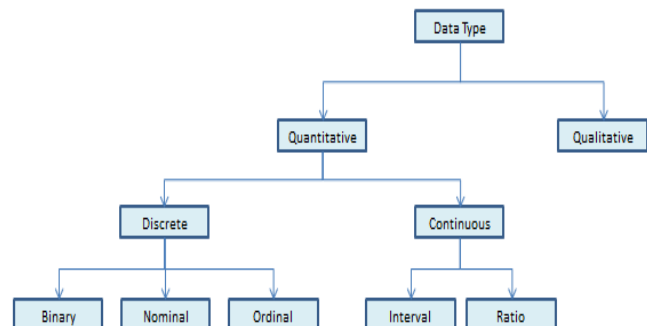 Data Type
Quantitative
Qualitative
Discrete
Continuous
Binary
Nominal
Ordinal
Interval
Ratio